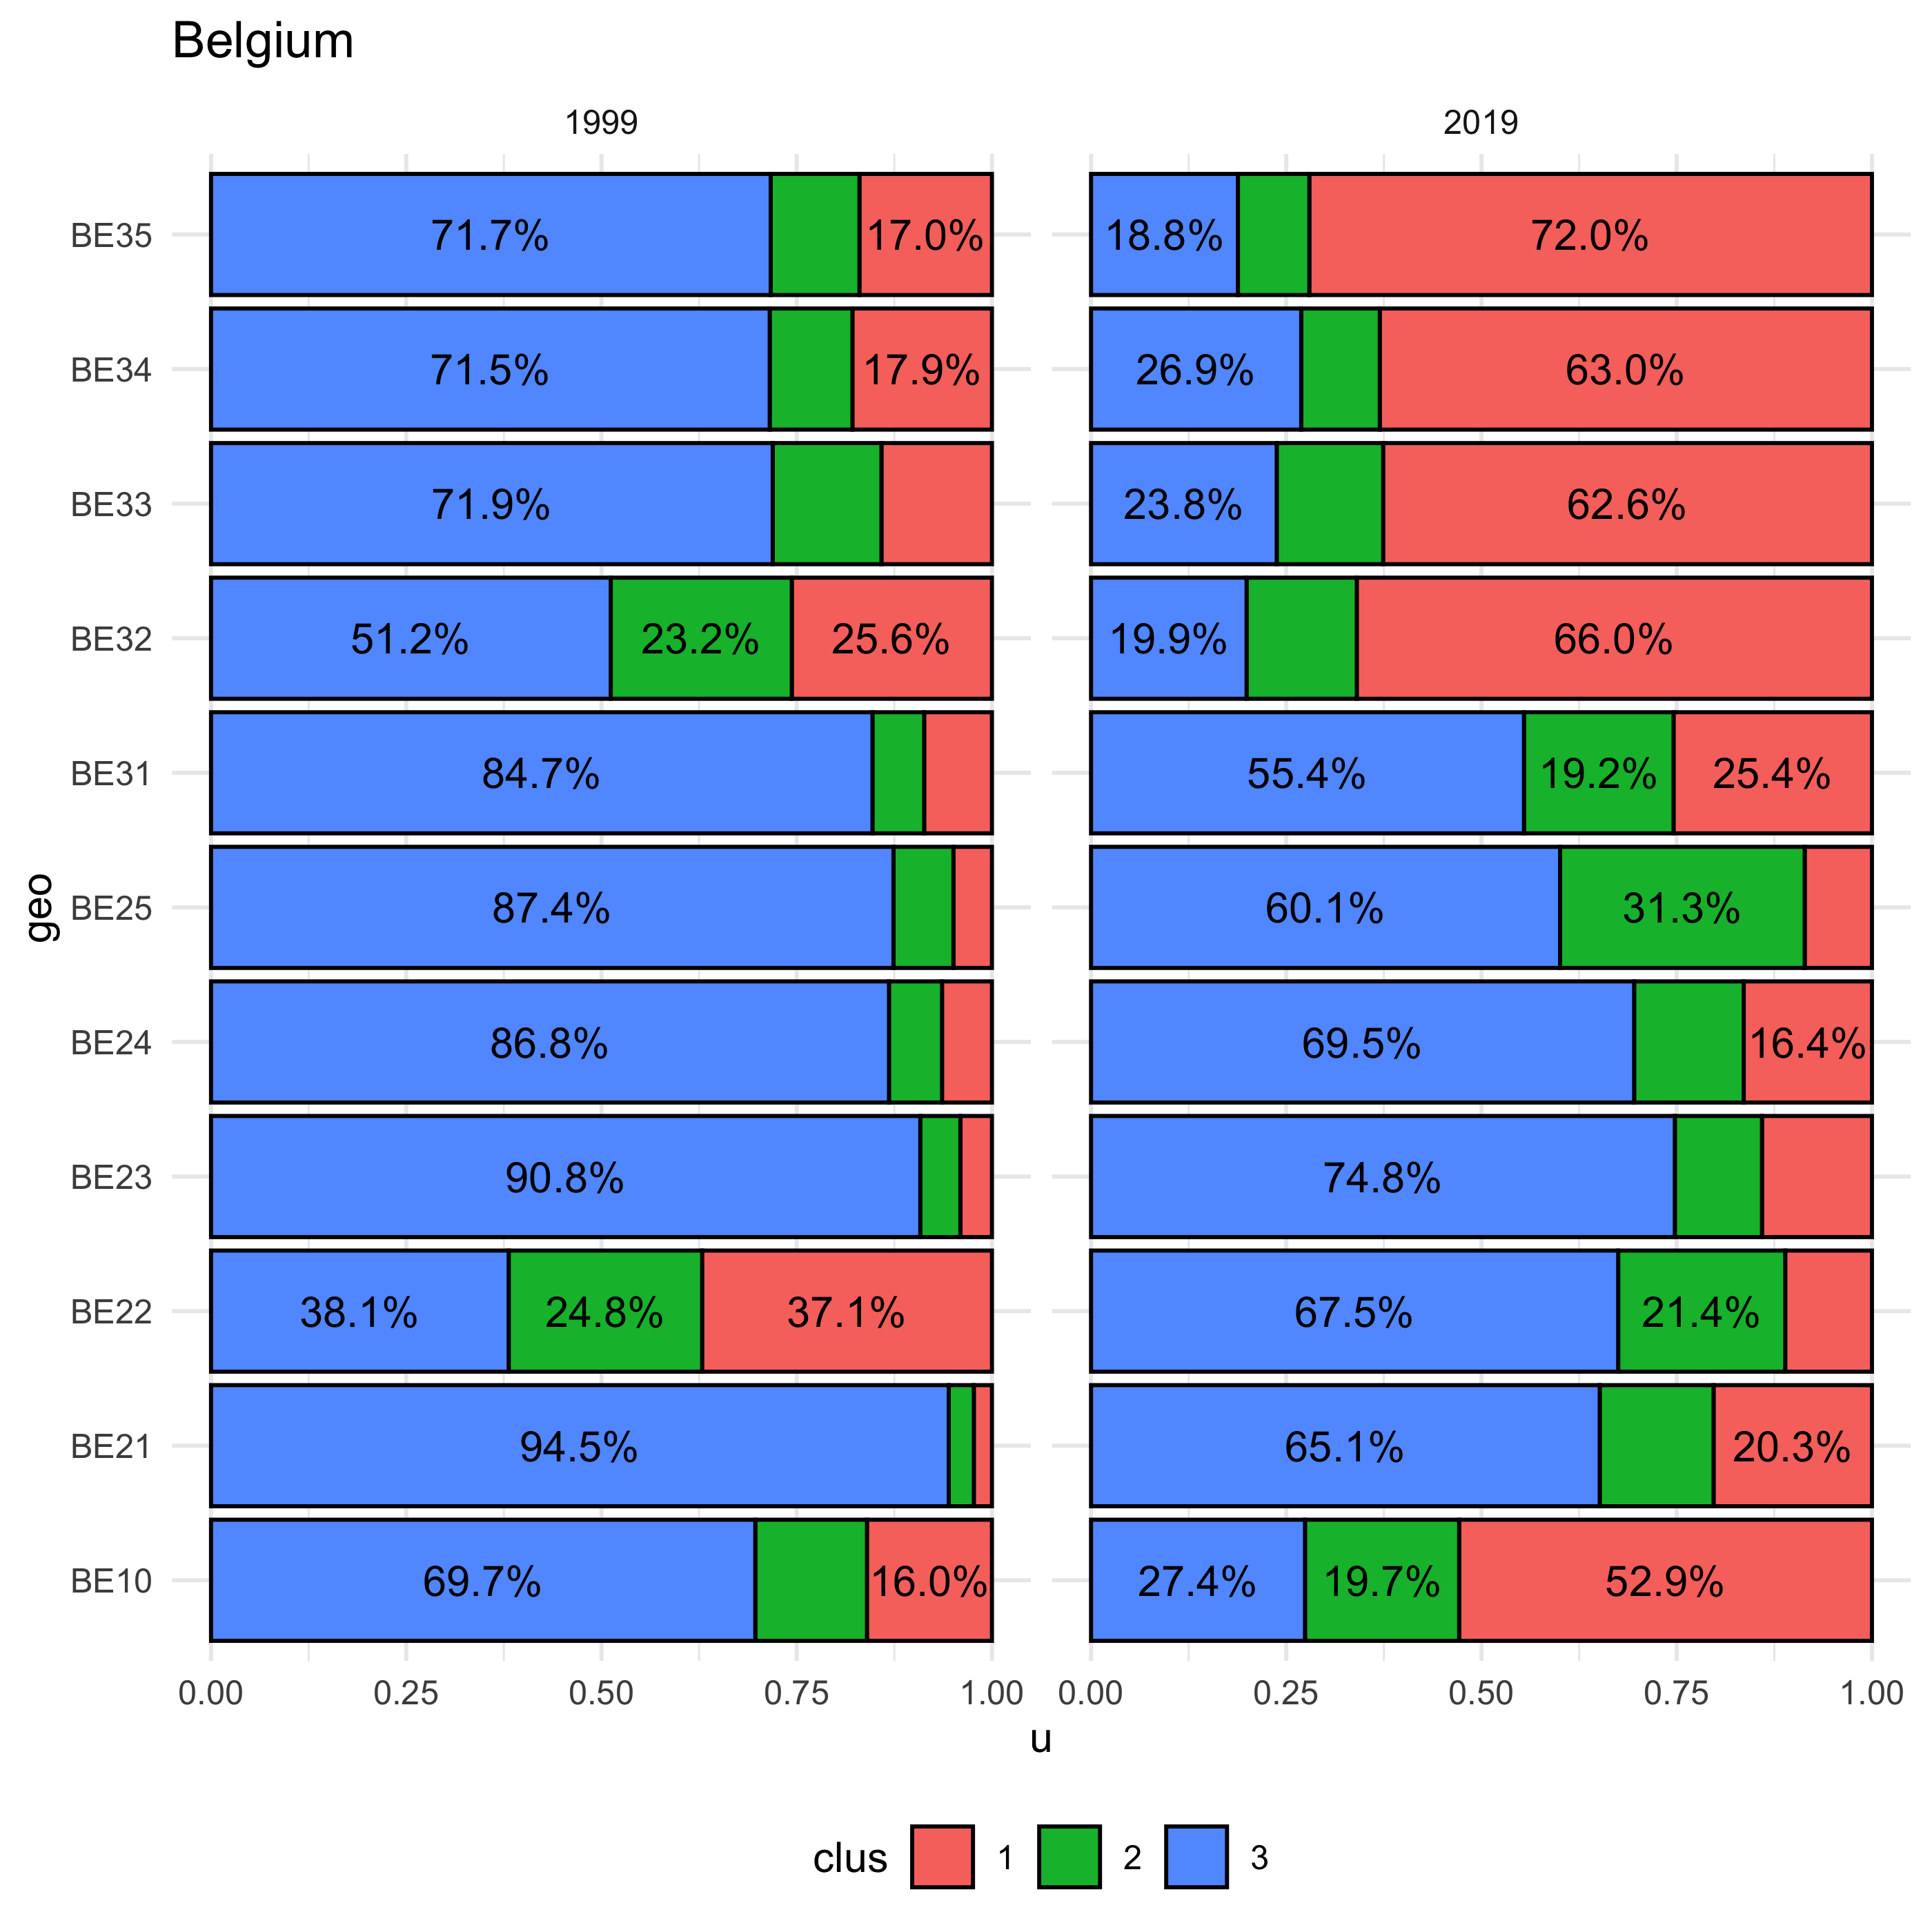 Belgium
1999 2019
BE35 71.7% 17.0% 18.8% 72.0%
BE34 71.5% 17.9% 26.9% 63.0%
BE33 71.9% 23.8% 62.6%
BE32 51.2% 23.2% 25.6% 19.9% 66.0%
BE31 84.7% 55.4% 19.2% 25.4%
geo
BE25 87.4% 60.1% 31.3%
BE24 86.8% 69.5% 16.4%
BE23 90.8% 74.8%
BE22 38.1% 24.8% 37.1% 67.5% 21.4%
BE21 94.5% 65.1% 20.3%
BE10 69.7% 16.0% 27.4% 19.7% 52.9%
0.00 0.25 0.50 0.75 1.00 0.00 0.25 0.50 0.75 1.00
u
clus 1 2 3